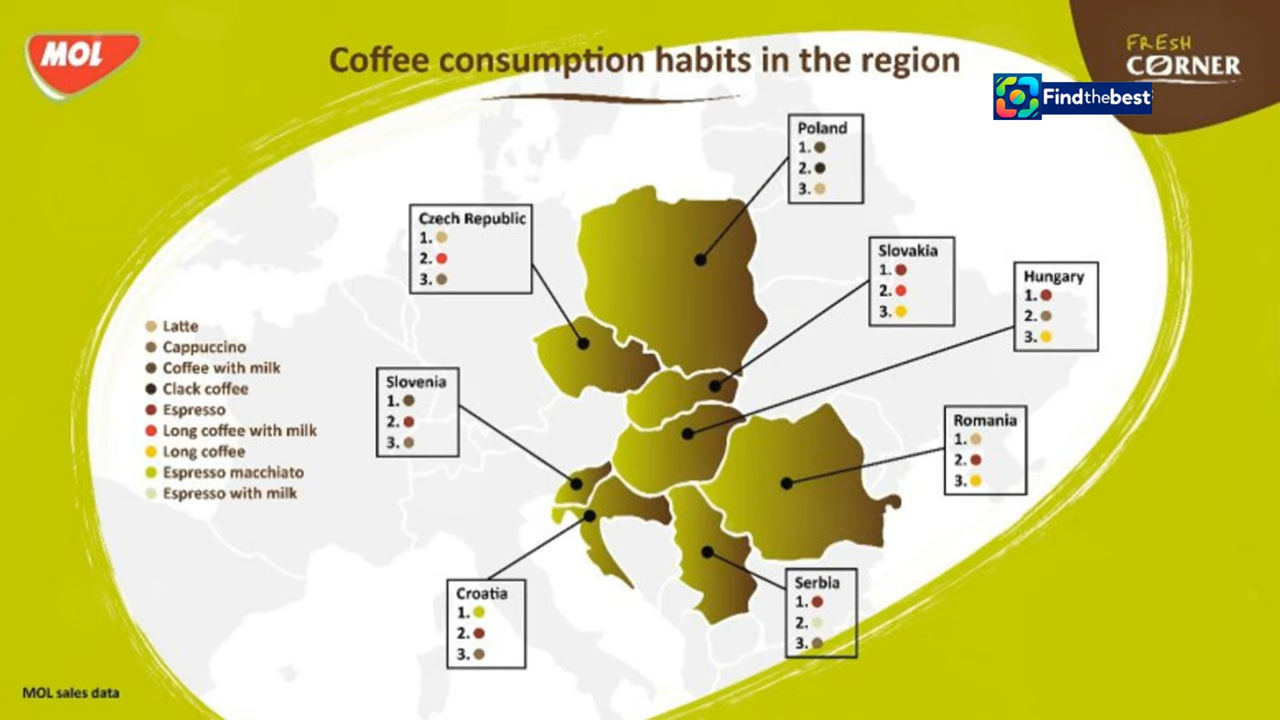 MOL
Coffee consumption habits in the region
FRESH
CORNER
Findthebest
Poland
1.
2.
3.
Czech Republic
1.
2.
3.
Slovakia
1.
2.
3.
Hungary
1.
2.
3.
Latte
Cappuccino
Coffee with milk
Clack coffee
Espresso
Long coffee with milk
Long coffee
Espresso macchiato
Espresso with milk
Slovenia
1.
2.
3.
Romania
1.
2.
3.
Croatia
1.
2.
3.
Serbia
1.
2.
3.
MOL sales data